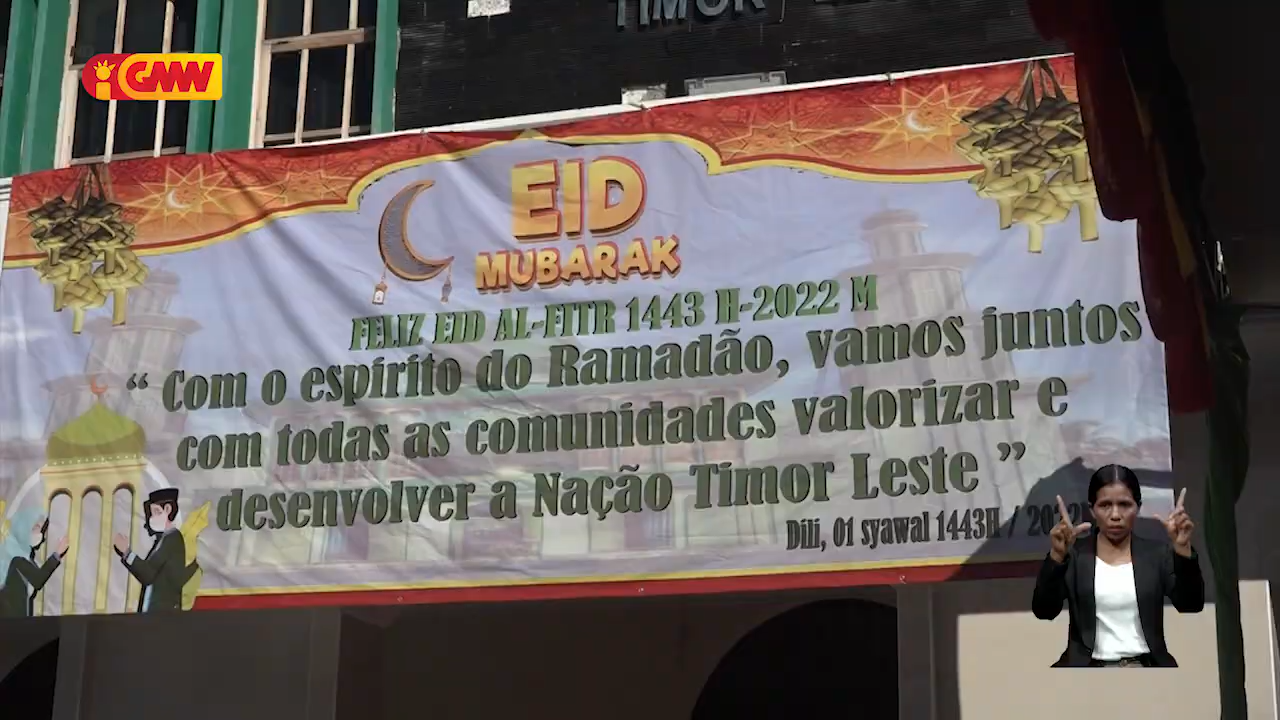 TIMOR
GMN
EID
MUBARAK
FELIZ EID AL-FITR 1443 H-2022 M
“ Com o espírito do Ramadão, vamos juntos
com todas as comunidades valorizar e
desenvolver a Nação Timor Leste ”
Dili, 01 syawal 1443H /